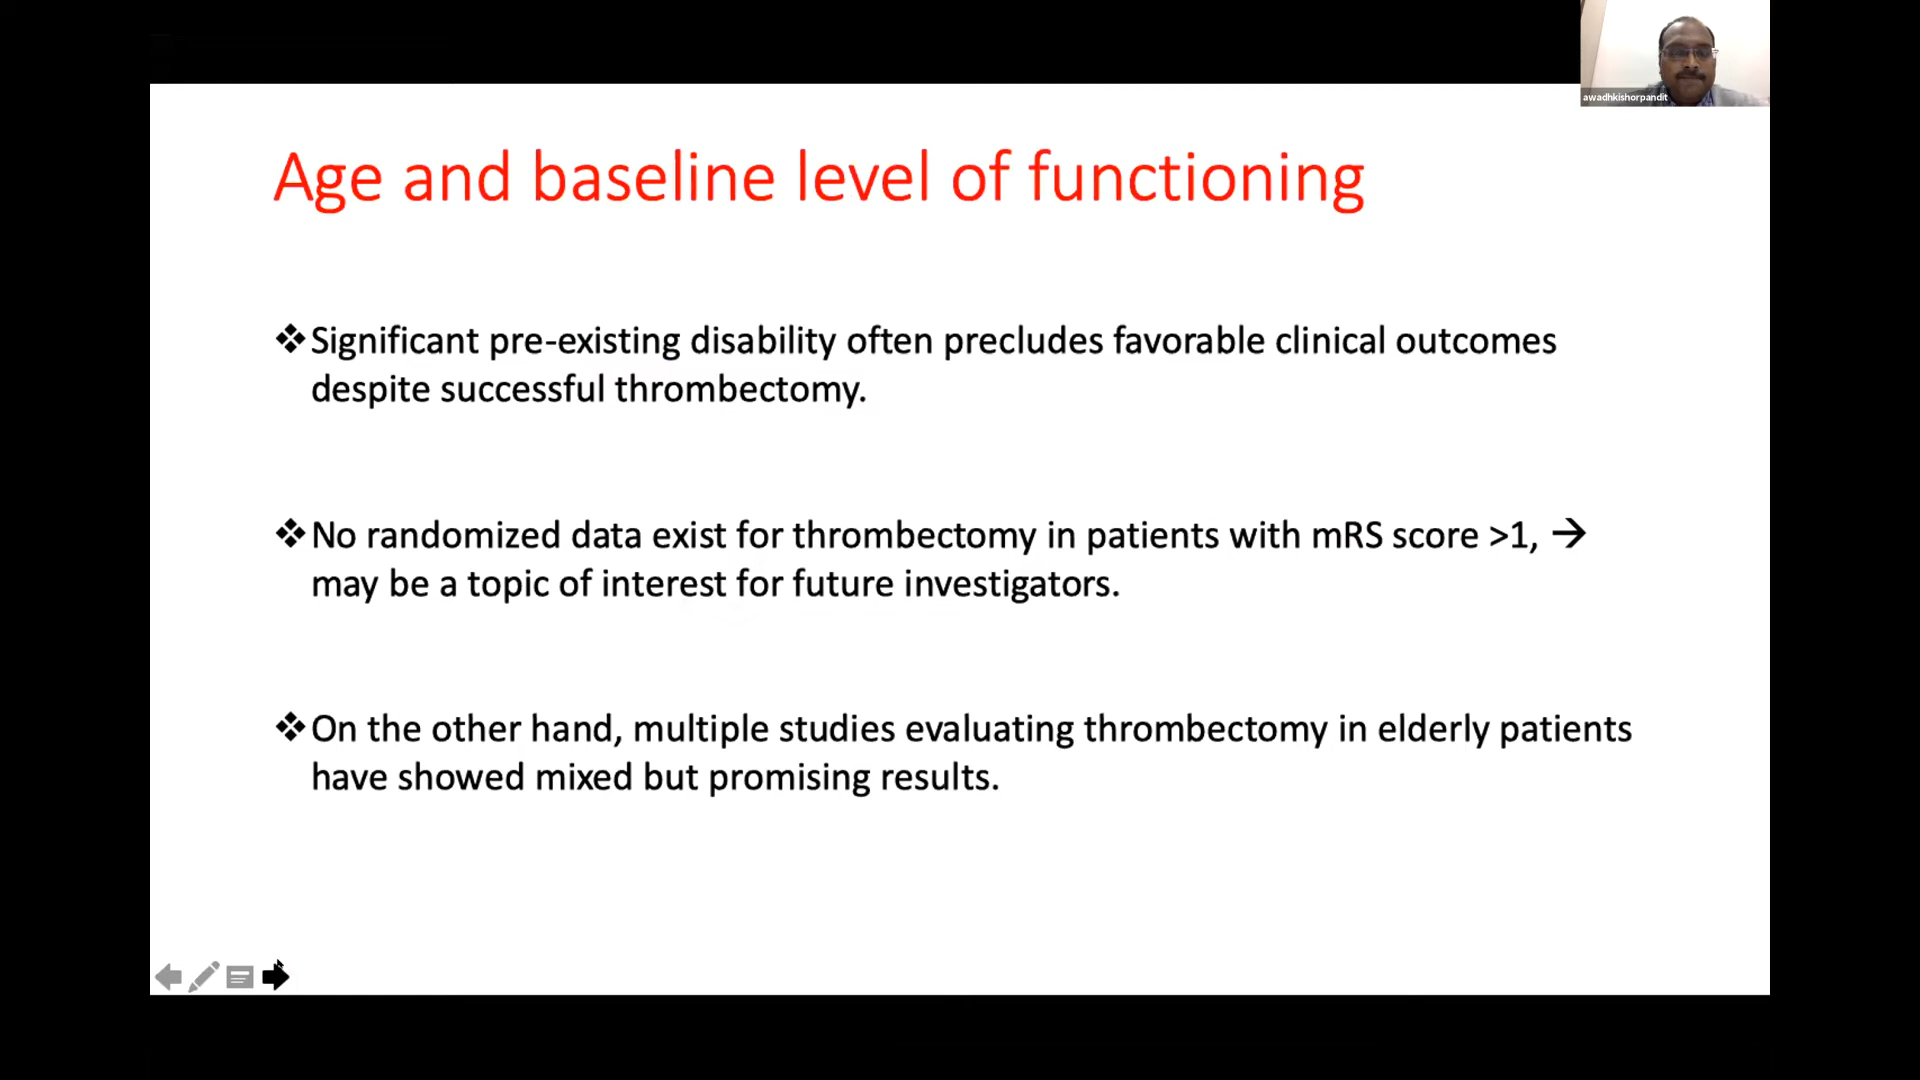 awadhkishorpandit
Age and baseline level of functioning
❖Significant pre-existing disability often precludes favorable clinical outcomes
despite successful thrombectomy.
❖No randomized data exist for thrombectomy in patients with mRS score >1, →
may be a topic of interest for future investigators.
❖On the other hand, multiple studies evaluating thrombectomy in elderly patients
have showed mixed but promising results.